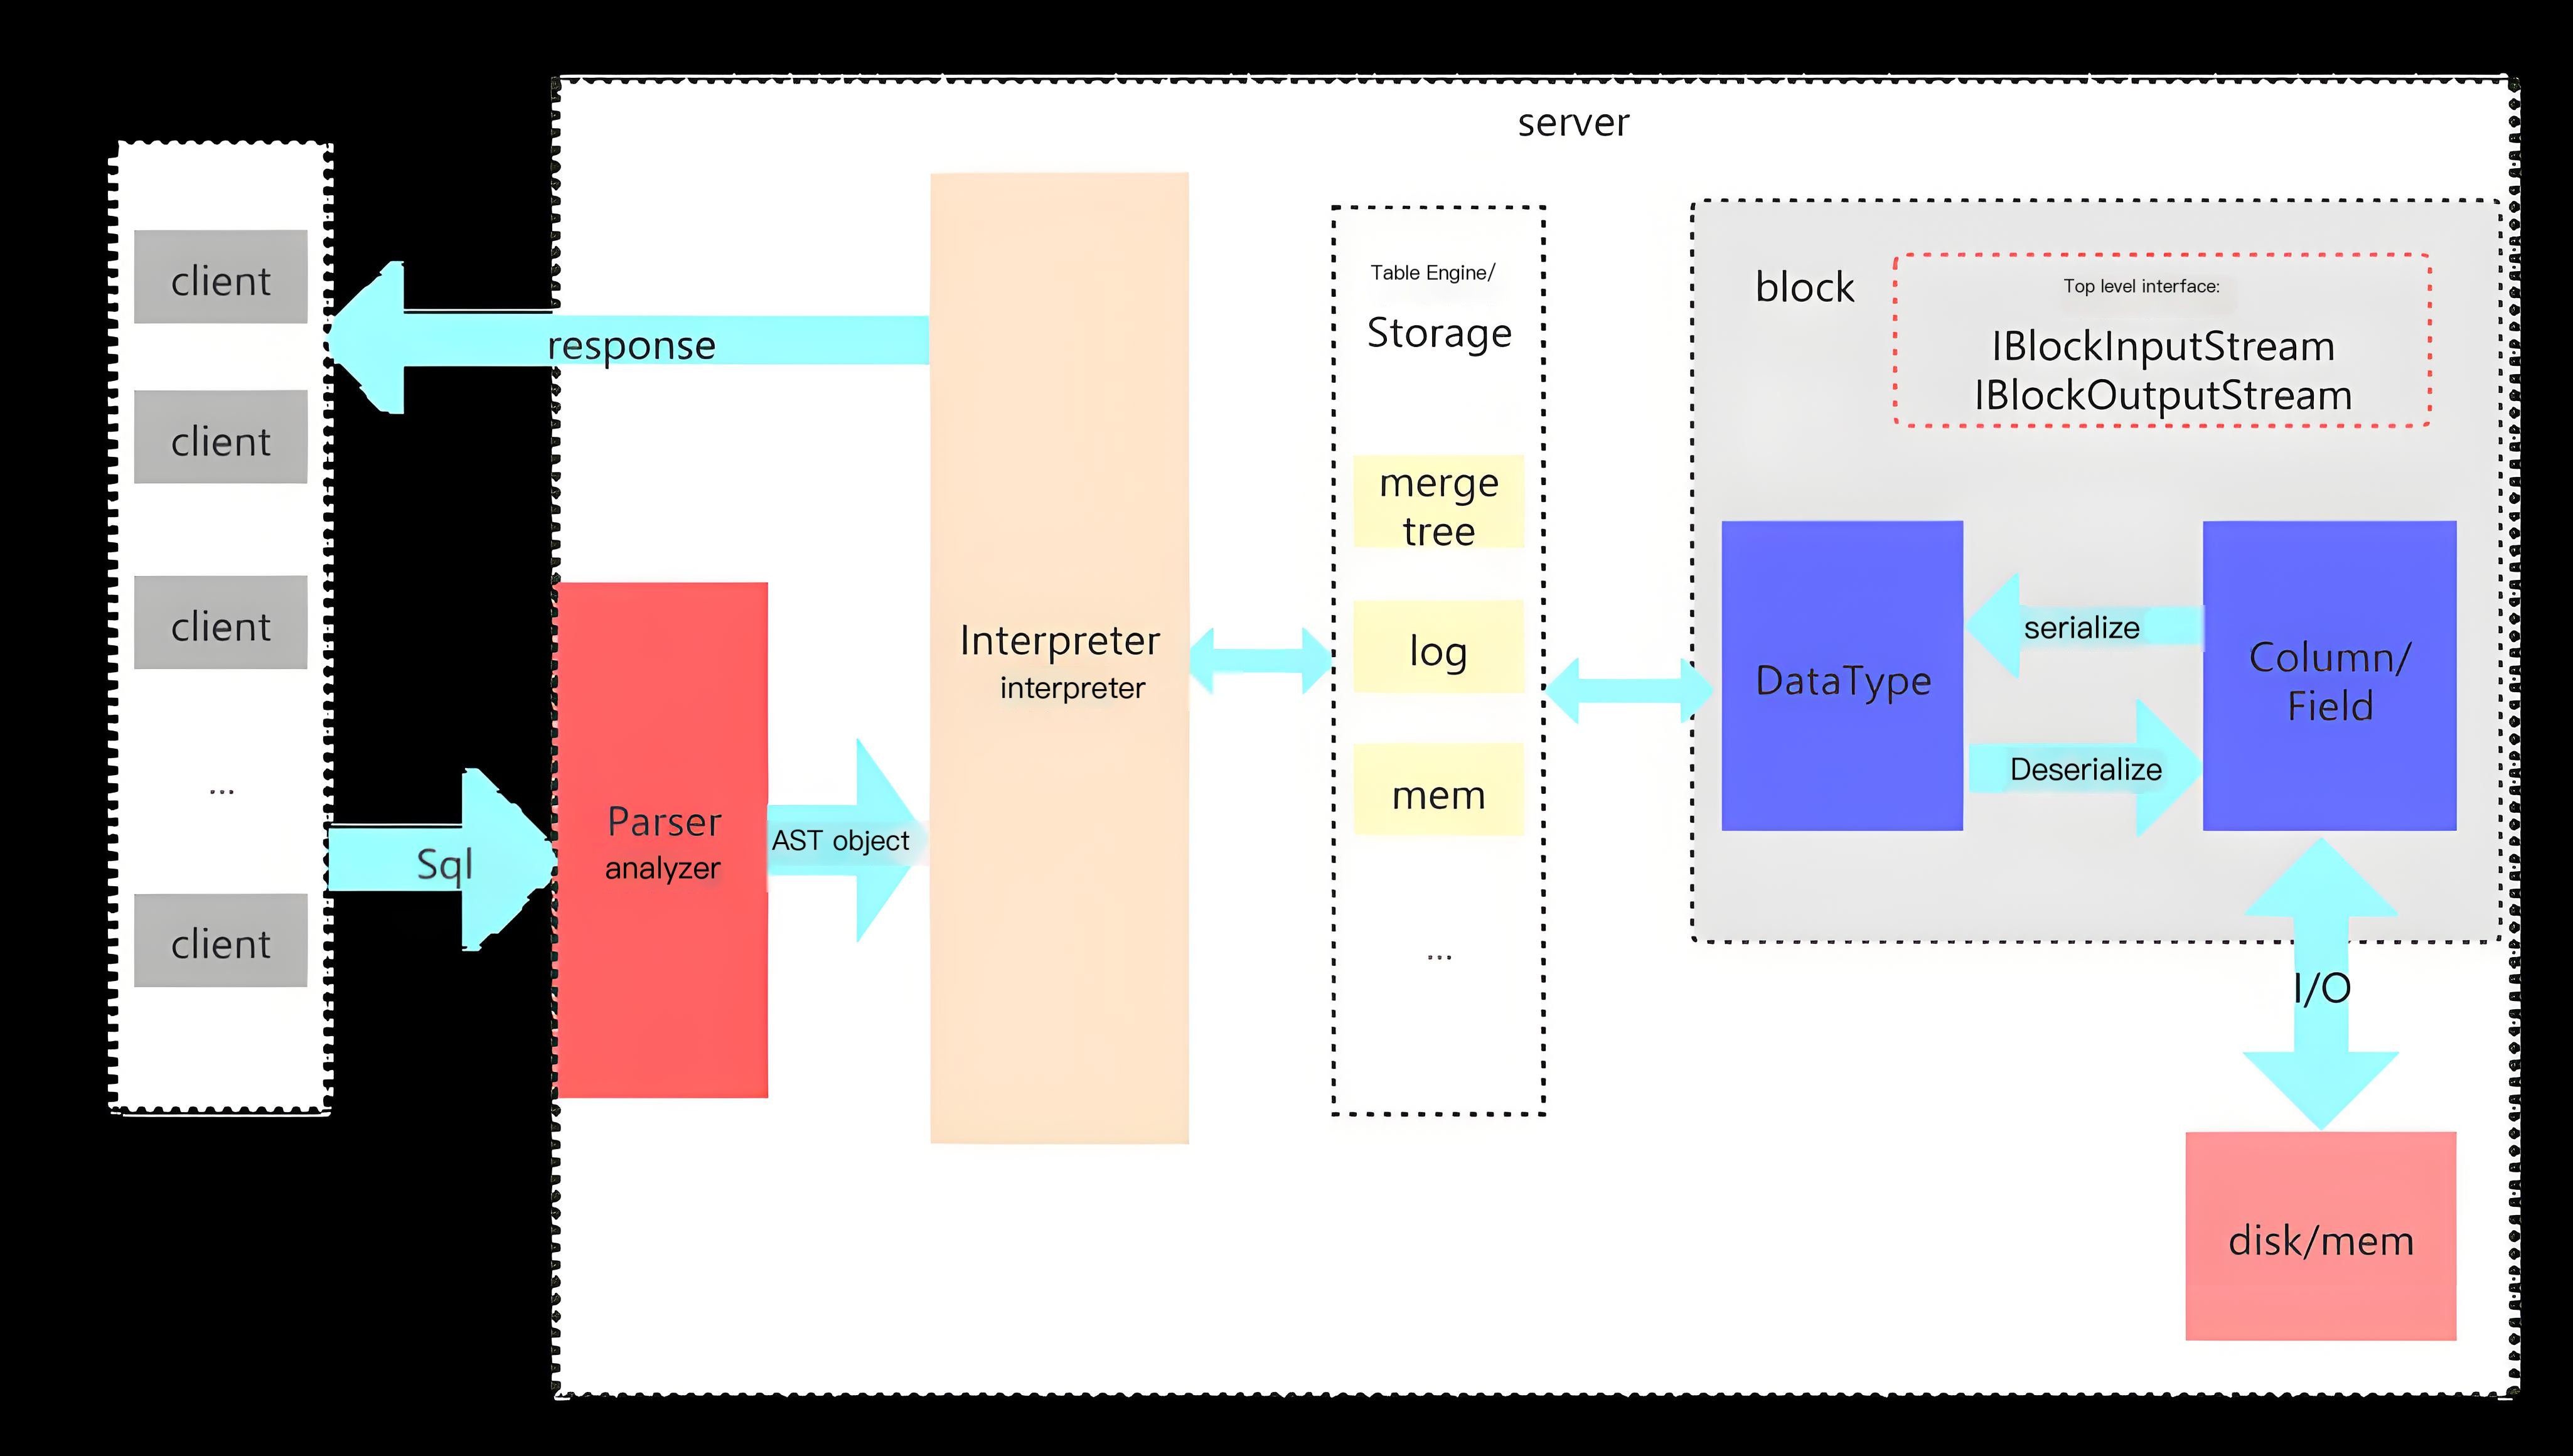 server
client
client
client
...
client
response
Sql
Parser
analyzer
AST object
Interpreter
interpreter
Table Engine/
Storage
merge
tree
log
mem
...
block
Top level interface:
IBlockInputStream
IBlockOutputStream
DataType
serialize
Deserialize
Column/
Field
I/O
disk/mem